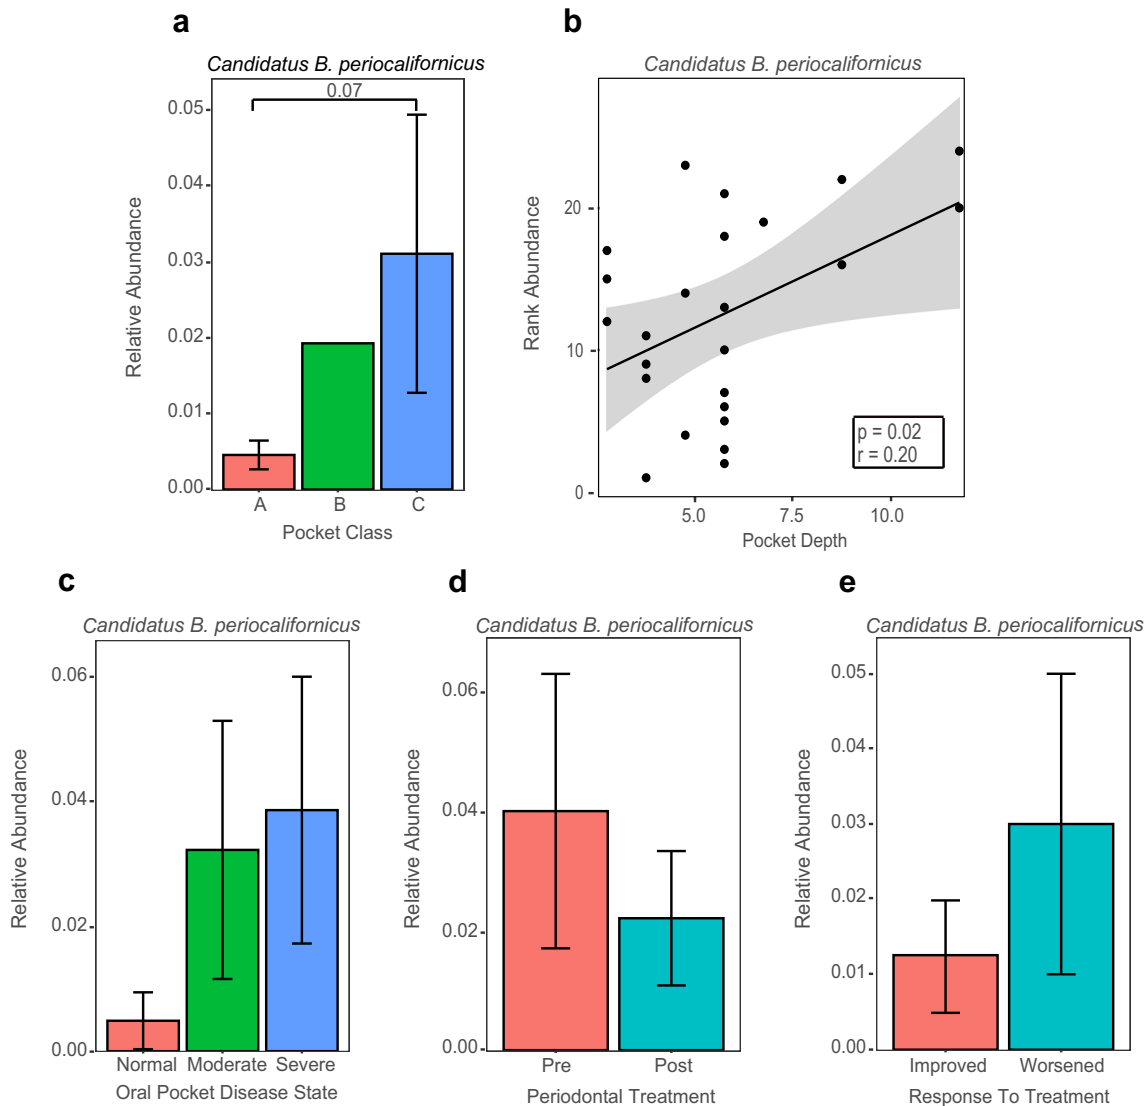 a
Candidatus B. periocalifornicus
0.07
0.05
0.04
0.03
0.02
0.01
0.00
Relative Abundance
A B C
Pocket Class
b
Candidatus B. periocalifornicus
20
10
0
Rank Abundance
p = 0.02
r = 0.20
5.0 7.5 10.0
Pocket Depth
c
Candidatus B. periocalifornicus
0.06
0.04
0.02
0.00
Relative Abundance
Normal Moderate Severe
Oral Pocket Disease State
d
Candidatus B. periocalifornicus
0.06
0.04
0.02
0.00
Relative Abundance
Pre Post
Periodontal Treatment
e
Candidatus B. periocalifornicus
0.05
0.04
0.03
0.02
0.01
0.00
Relative Abundance
Improved Worsened
Response To Treatment